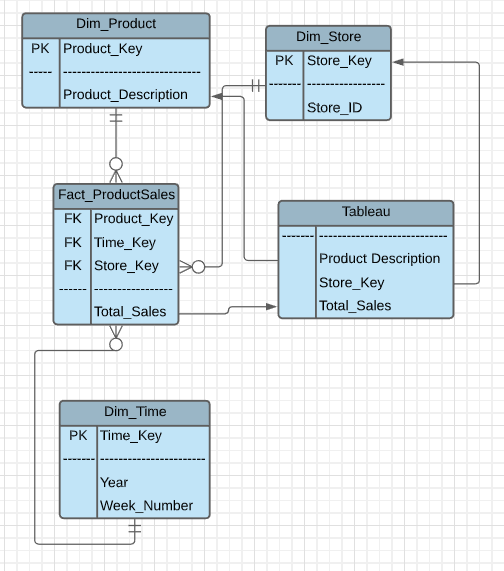 Dim_Product
PK Product_Key
Product_Description
Dim_Store
PK Store_Key
Store_ID
Fact_ProductSales
FK Product_Key
FK Time_Key
FK Store_Key
Total_Sales
Tableau
Product Description
Store_Key
Total_Sales
Dim_Time
PK Time_Key
Year
Week_Number